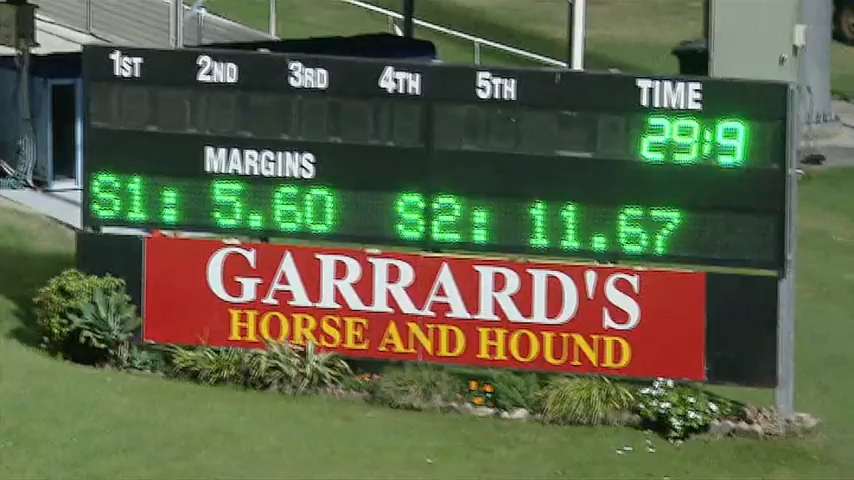 1ST 2ND 3RD 4TH 5TH TIME
29:9
MARGINS
S1: 5.60 S2: 11.67
GARRARD'S
HORSE AND HOUND